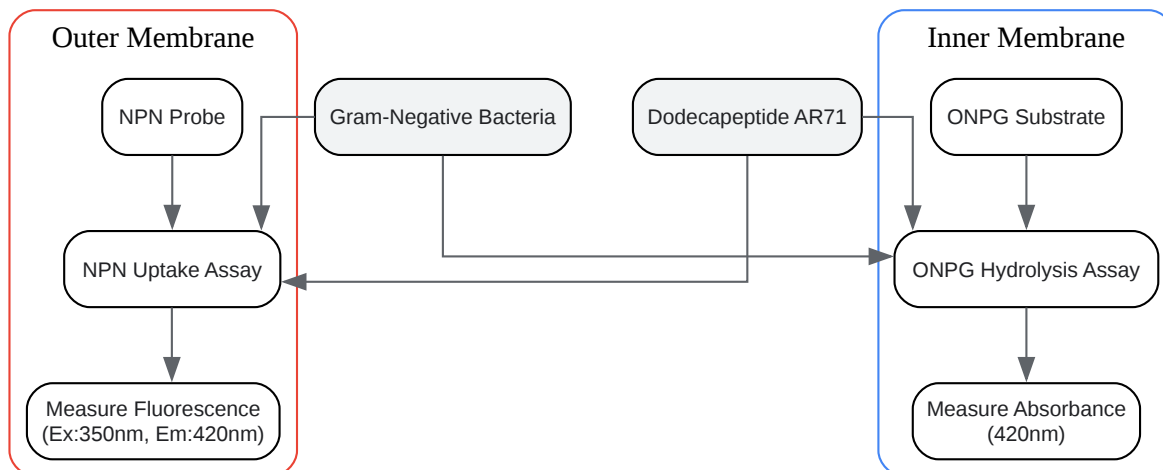 Outer Membrane
Inner Membrane
NPN Probe
Gram-Negative Bacteria
Dodecapeptide AR71
ONPG Substrate
NPN Uptake Assay
ONPG Hydrolysis Assay
Measure Fluorescence
(Ex:350nm, Em:420nm)
Measure Absorbance
(420nm)